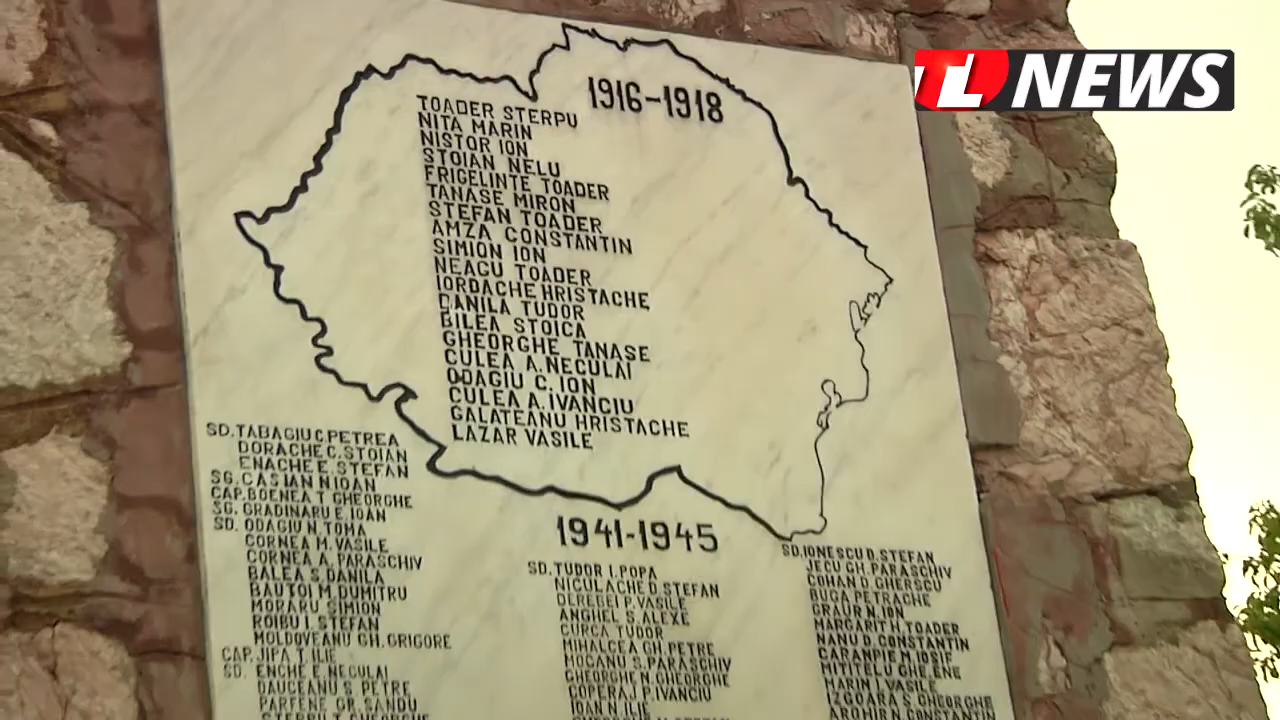 TL NEWS
1916-1918
TOADER STERPU
NITA MARIN
NISTOR ION
STOIAN NELU
FRIGELINTE TOADER
TANASE MIRON
STEFAN TOADER
AMZA CONSTANTIN
SIMION ION
NEAGU TOADER
IORDACHE HRISTACHE
DANILA TUDOR
BILEA STOICA
GHEORGHE TANASE
CULEA A.NECULAI
ODAGIU C. ION
CULEA A.IVANCIU
GALATEANU HRISTACHE
LAZAR VASILE
1941-1945
SD.TABAGIU C PETREA
DORACHE C.STOIAN
ENACHE E.STEFAN
SG.CASIAN N IOAN
CAP.BOENEA T GHEORGHE
SG. GRADINARU E.IOAN
SD. ODAGIU N.TOMA
CORNEA M.VASILE
CORNEA A.PARASCHIV
BALEA S.DANILA
BAUTOI M.DUMITRU
MORARU SIMION
ROIBU I.STEFAN
MOLDOVEANU GH.GRIGORE
CAP.JIPA T ILIE
SD. ENCHE E.NECULAI
DAUCEANU S PETRE
PARFENE GR.SANDU
STERPU T GHEORGHE
SD.TUDOR I.POPA
NICULACHE D.STEFAN
DEREBEI P.VASILE
ANGHEL S.ALEXE
CURCA TUDOR
MIHALCEA GH.PETRE
MOCANU S.PARASCHIV
GHEORGHE N.GHEORGHE
COPERAJ P.IVANCIU
IOAN N.ILIE
SD.IONESCU D.STEFAN
JECU GH.PARASCHIV
COHAN D.GHERSCU
BUGA PETRACHE
GRAUR N.ION
MARGARIT H.TOADER
NANU D.CONSTANTIN
CARANPIE M.IOSIF
MITITELU GHE.ENE
MARIN I.VASILE
IZGOARA S GHEORGHE
AROHIR N.CONSTANTIN